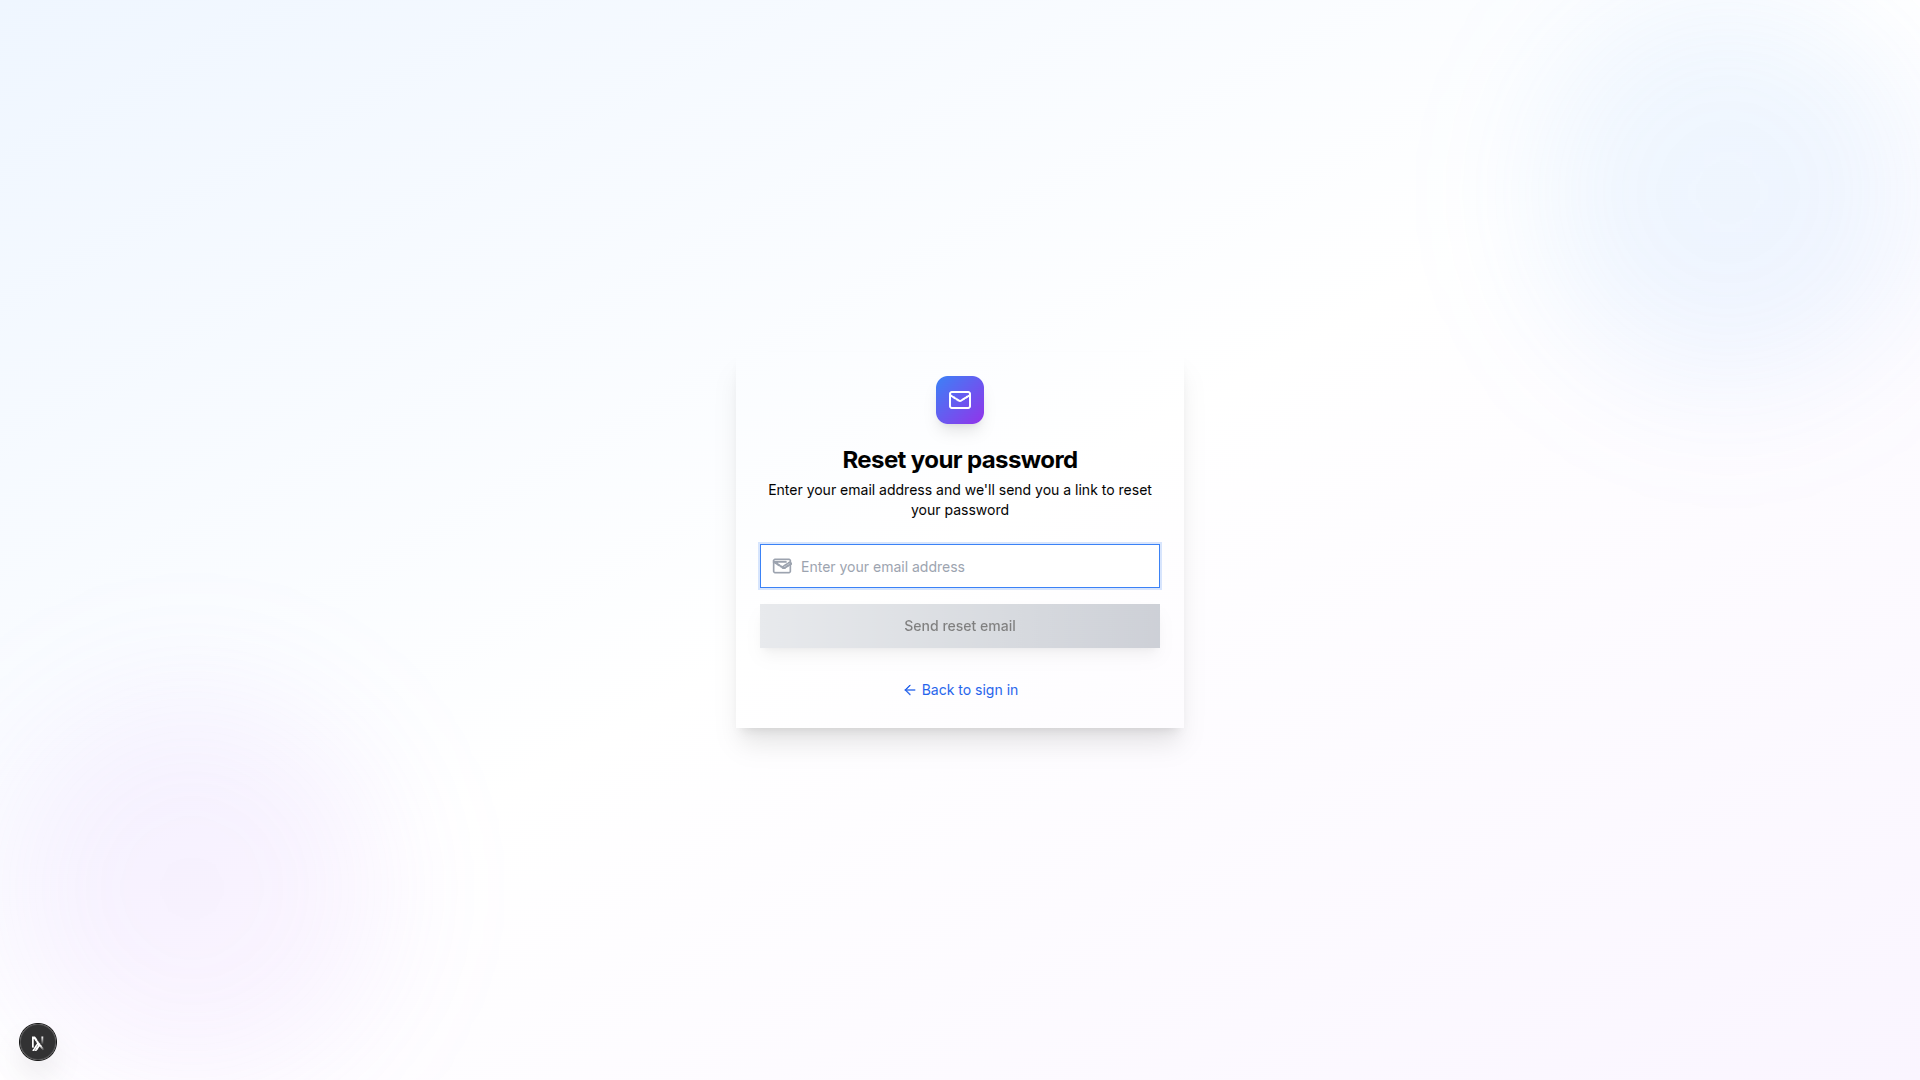 Reset your password
Enter your email address and we'll send you a link to reset
your password
Enter your email address
Send reset email
Back to sign in